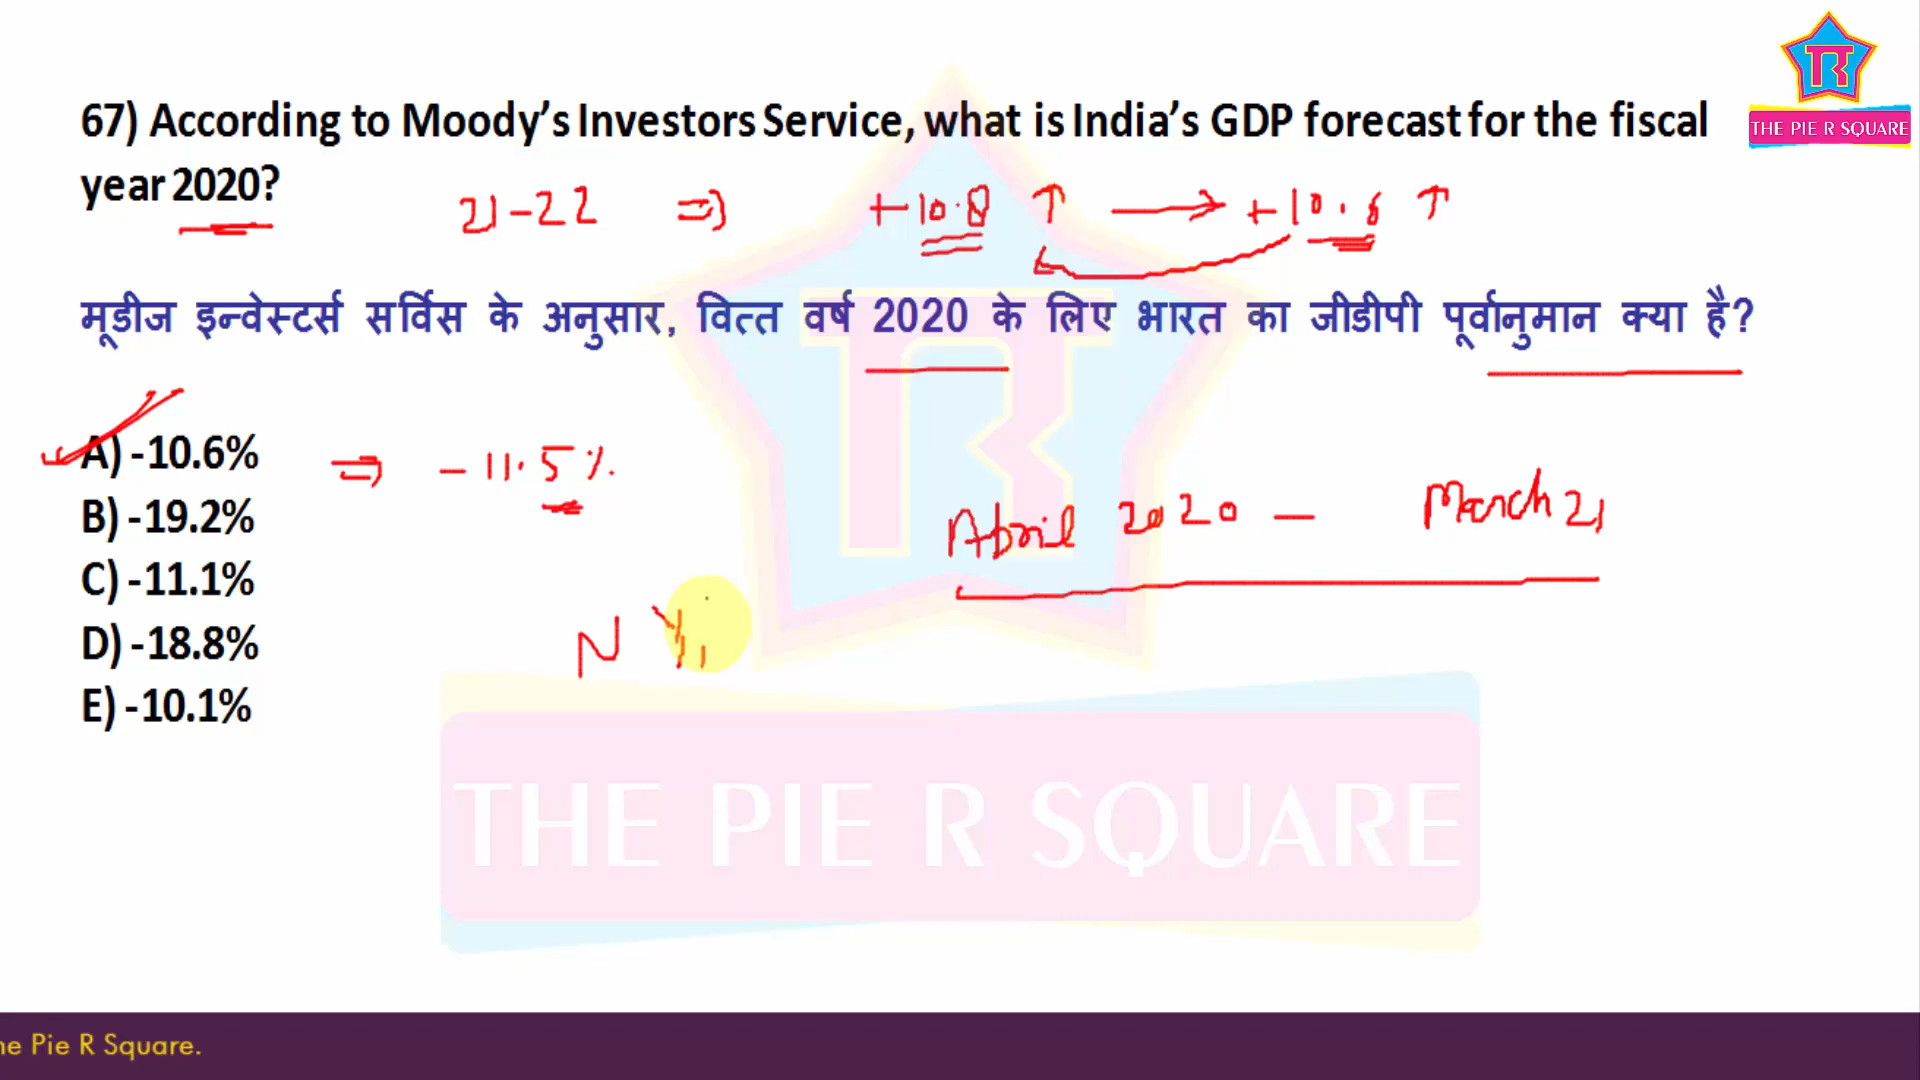 67) According to Moody's Investors Service, what is India's GDP forecast for the fiscal
year 2020?
21-22 ⇒ +10.8 ↑ → +10.6 ↑
मूडीज इन्वेस्टर्स सर्विस के अनुसार, वित्त वर्ष 2020 के लिए भारत का जीडीपी पूर्वानुमान क्या है?
A) -10.6% ⇒ -11.5%
B) -19.2%
April 2020 - March 21
C) -11.1%
D) -18.8%
N
E) -10.1%
THE PIE R SQUARE
THE PIE R SQUARE
he Pie R Square.